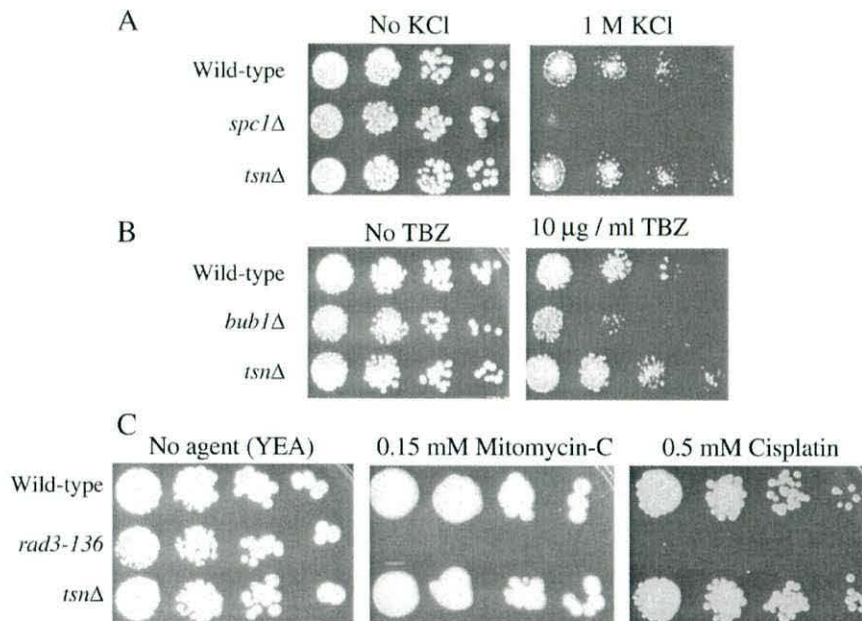 A
No KCl 1 M KCl
Wild-type
spc1Δ
tsnΔ
B
No TBZ 10 µg / ml TBZ
Wild-type
bub1Δ
tsnΔ
C
No agent (YEA) 0.15 mM Mitomycin-C 0.5 mM Cisplatin
Wild-type
rad3-136
tsnΔ